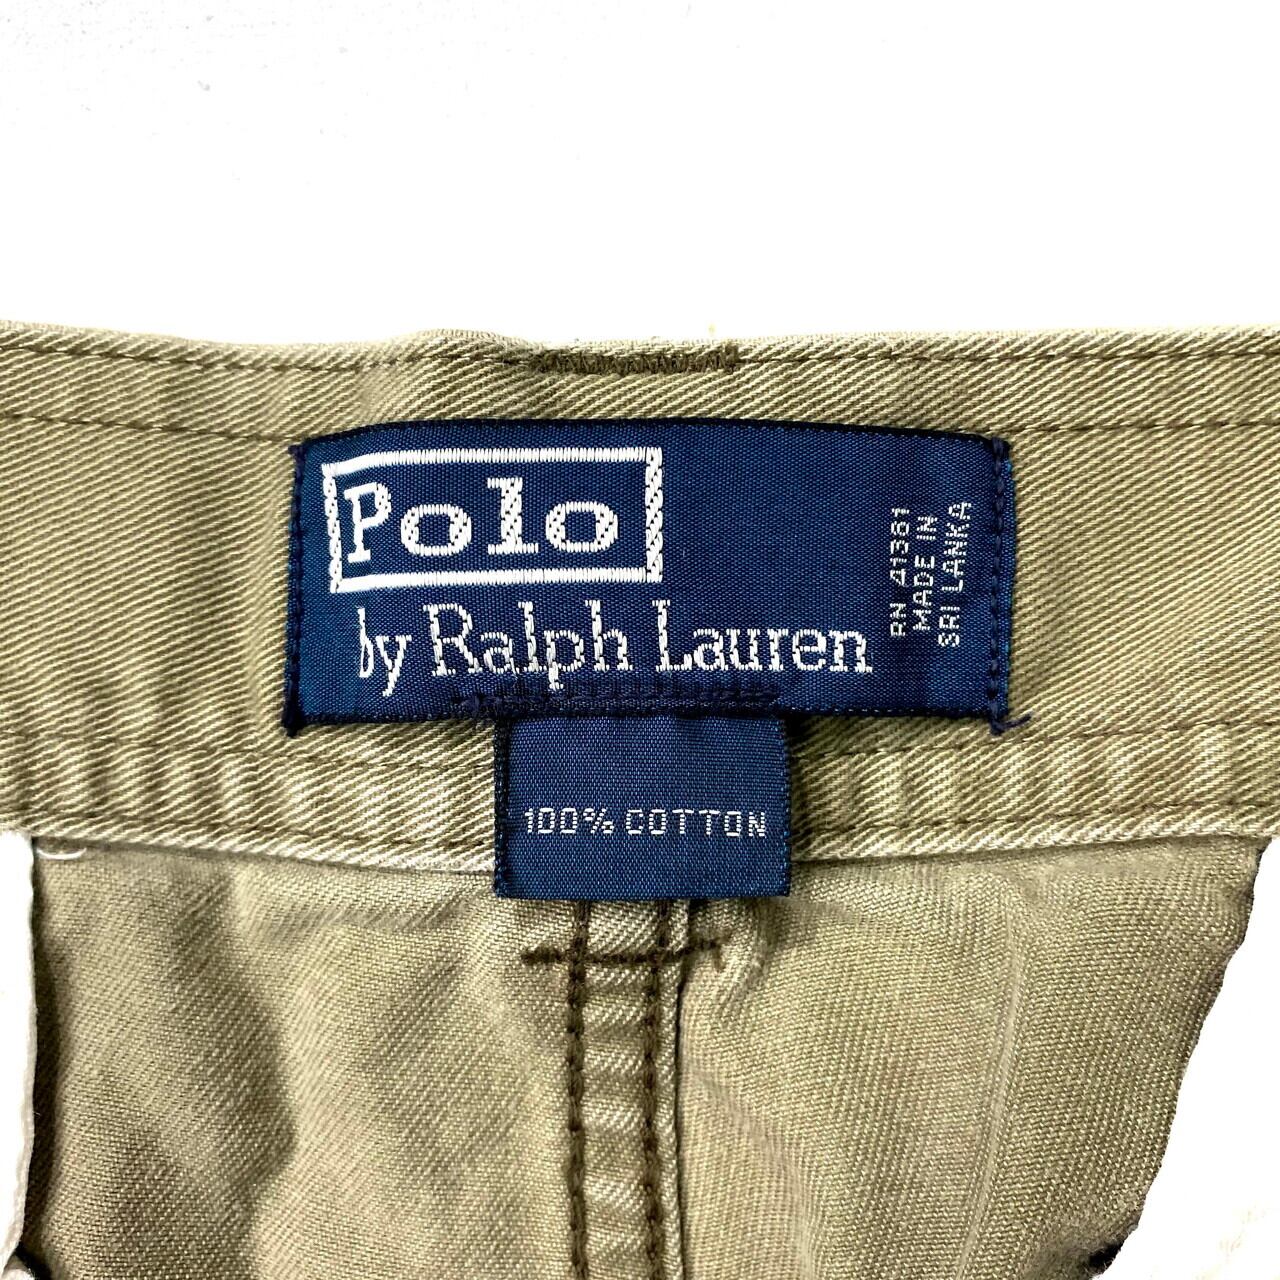 Polo
by Ralph Lauren
RN 41381
MADE IN
SRI LANKA
100% COTTON